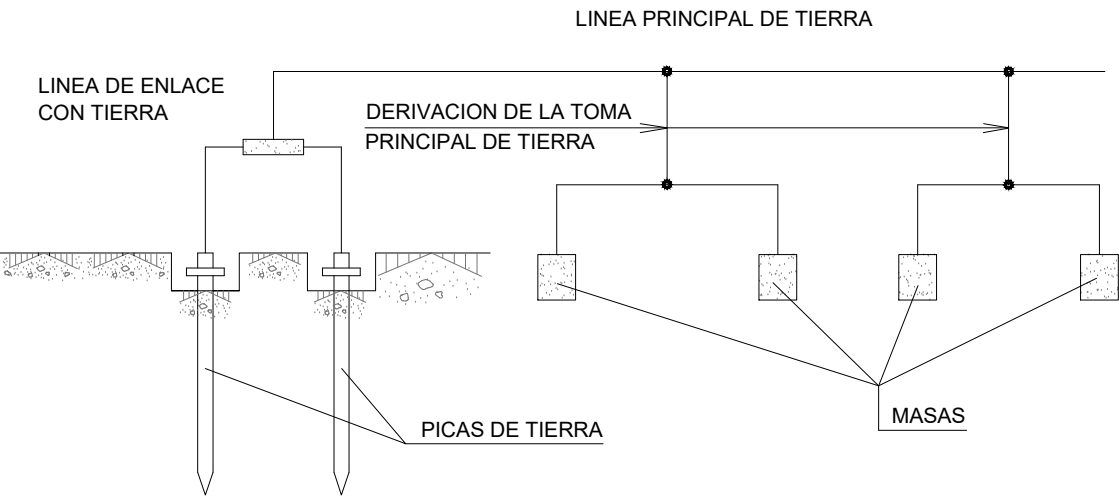 LINEA PRINCIPAL DE TIERRA
LINEA DE ENLACE
CON TIERRA
DERIVACION DE LA TOMA
PRINCIPAL DE TIERRA
PICAS DE TIERRA
MASAS